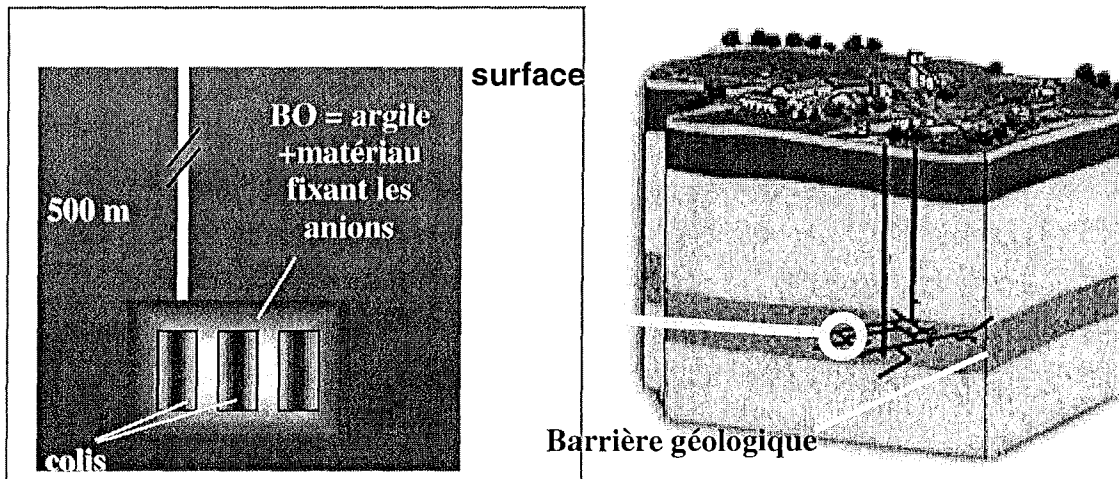 surface
BO = argile
+matériau
fixant les
anions
500 m
colis
Barrière géologique